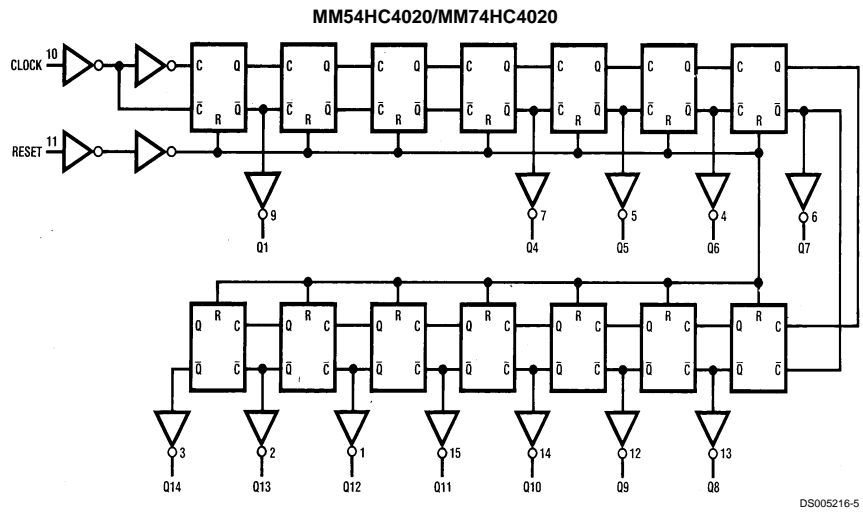 MM54HC4020/MM74HC4020
10
CLOCK
C Q C Q C Q C Q C Q C Q C Q
C̅ Q̅ C̅ Q̅ C̅ Q̅ C̅ Q̅ C̅ Q̅ C̅ Q̅ C̅ Q̅
R R R R R R R
11
RESET
9 7 5 4 6
Q1 Q4 Q5 Q6 Q7
R R R R R R R
Q C Q C Q C Q C Q C Q C Q C
Q̅ C̅ Q̅ C̅ Q̅ C̅ Q̅ C̅ Q̅ C̅ Q̅ C̅ Q̅ C̅
3 2 1 15 14 12 13
Q14 Q13 Q12 Q11 Q10 Q9 Q8
DS005216-5